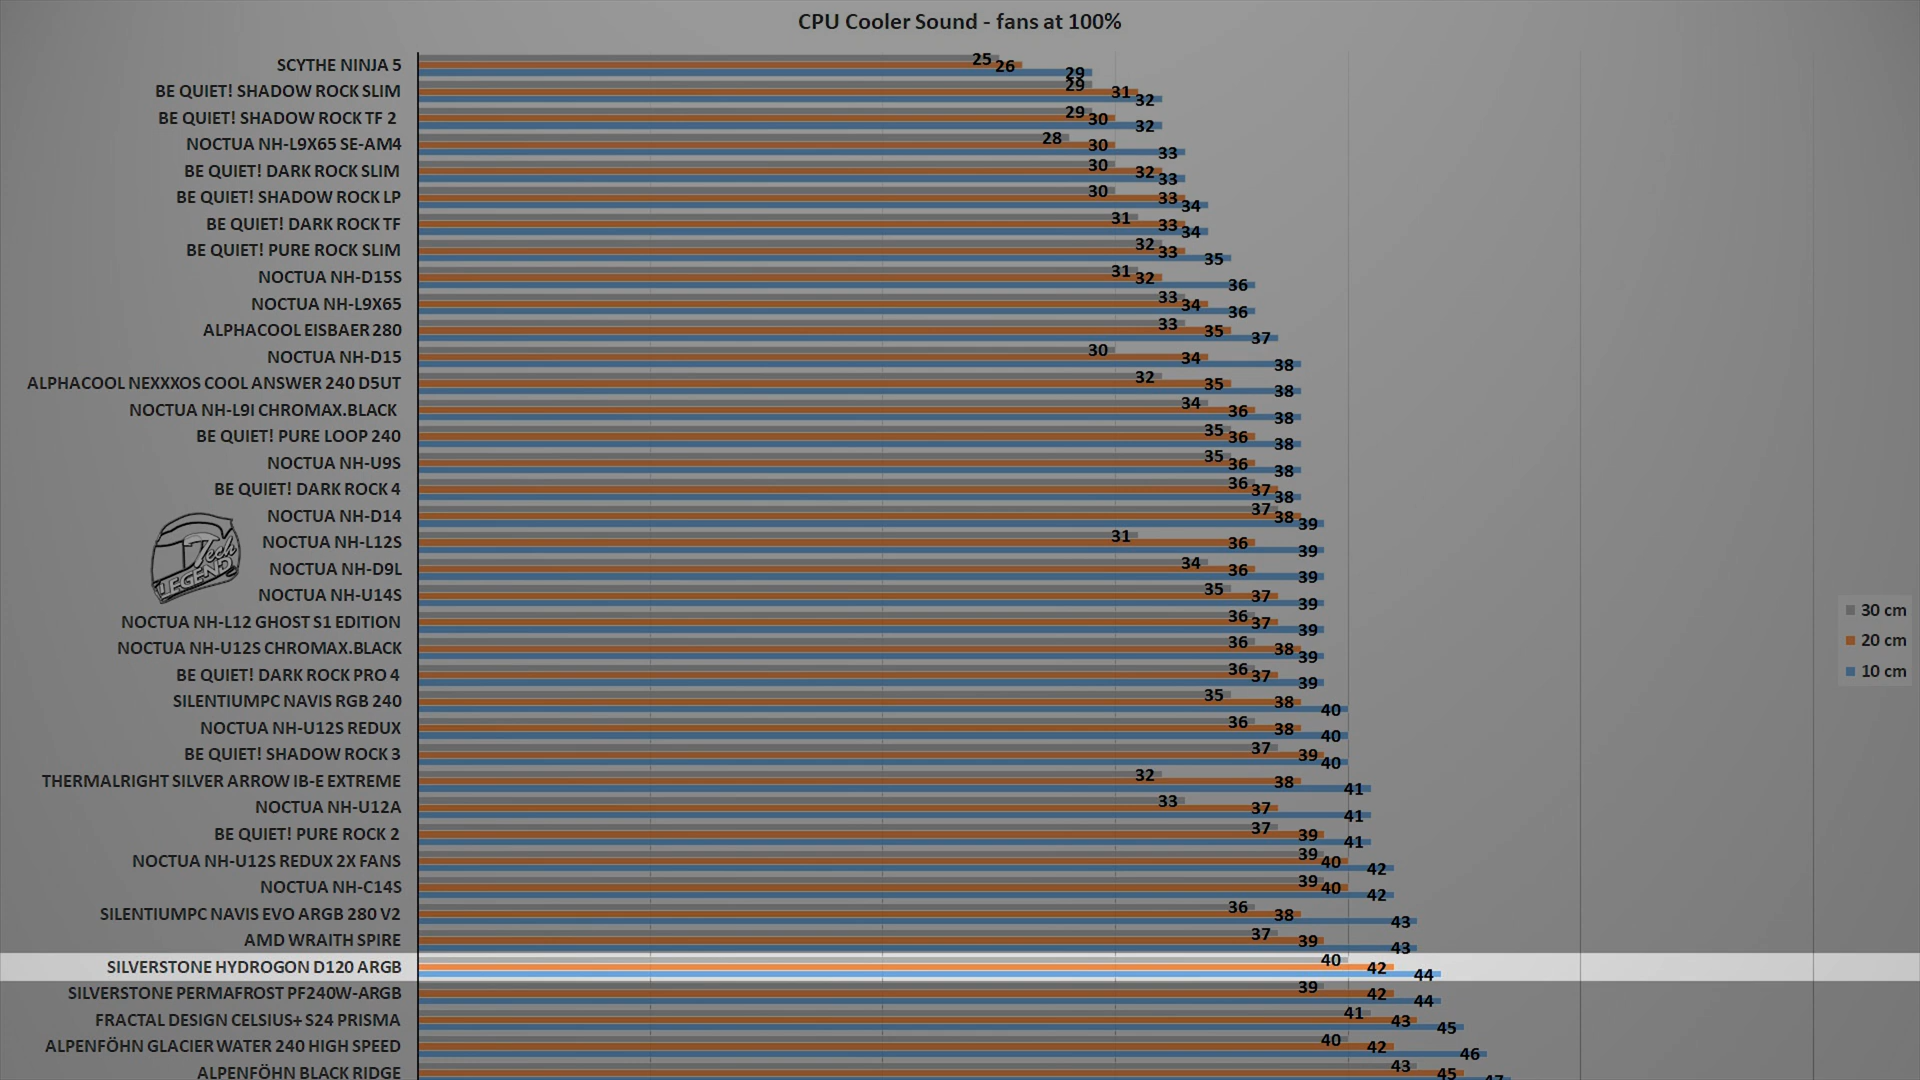 CPU Cooler Sound - fans at 100%
SCYTHE NINJA 5 25 26 29
BE QUIET! SHADOW ROCK SLIM 29 31 32
BE QUIET! SHADOW ROCK TF 2 29 30 32
NOCTUA NH-L9X65 SE-AM4 28 30 33
BE QUIET! DARK ROCK SLIM 30 32 33
BE QUIET! SHADOW ROCK LP 30 33 34
BE QUIET! DARK ROCK TF 31 33 34
BE QUIET! PURE ROCK SLIM 32 33 35
NOCTUA NH-D15S 31 32 36
NOCTUA NH-L9X65 33 34 36
ALPHACOOL EISBAER 280 33 35 37
NOCTUA NH-D15 30 34 38
ALPHACOOL NEXXXOS COOL ANSWER 240 D5UT 32 35 38
NOCTUA NH-L9I CHROMAX.BLACK 34 36 38
BE QUIET! PURE LOOP 240 35 36 38
NOCTUA NH-U9S 35 36 38
BE QUIET! DARK ROCK 4 36 37 38
NOCTUA NH-D14 37 38 39
NOCTUA NH-L12S 31 36 39
NOCTUA NH-D9L 34 36 39
NOCTUA NH-U14S 35 37 39
NOCTUA NH-L12 GHOST S1 EDITION 36 37 39
NOCTUA NH-U12S CHROMAX.BLACK 36 38 39
BE QUIET! DARK ROCK PRO 4 36 37 39
SILENTIUMPC NAVIS RGB 240 35 38 40
NOCTUA NH-U12S REDUX 36 38 40
BE QUIET! SHADOW ROCK 3 37 39 40
THERMALRIGHT SILVER ARROW IB-E EXTREME 32 38 41
NOCTUA NH-U12A 33 37 41
BE QUIET! PURE ROCK 2 37 39 41
NOCTUA NH-U12S REDUX 2X FANS 39 40 42
NOCTUA NH-C14S 39 40 42
SILENTIUMPC NAVIS EVO ARGB 280 V2 36 38 43
AMD WRAITH SPIRE 37 39 43
SILVERSTONE HYDROGON D120 ARGB 40 42 44
SILVERSTONE PERMAFROST PF240W-ARGB 39 42 44
FRACTAL DESIGN CELSIUS+ S24 PRISMA 41 43 45
ALPENFÖHN GLACIER WATER 240 HIGH SPEED 40 42 46
ALPENFÖHN BLACK RIDGE 43 45 47
Tech
LEGEND
30 cm
20 cm
10 cm